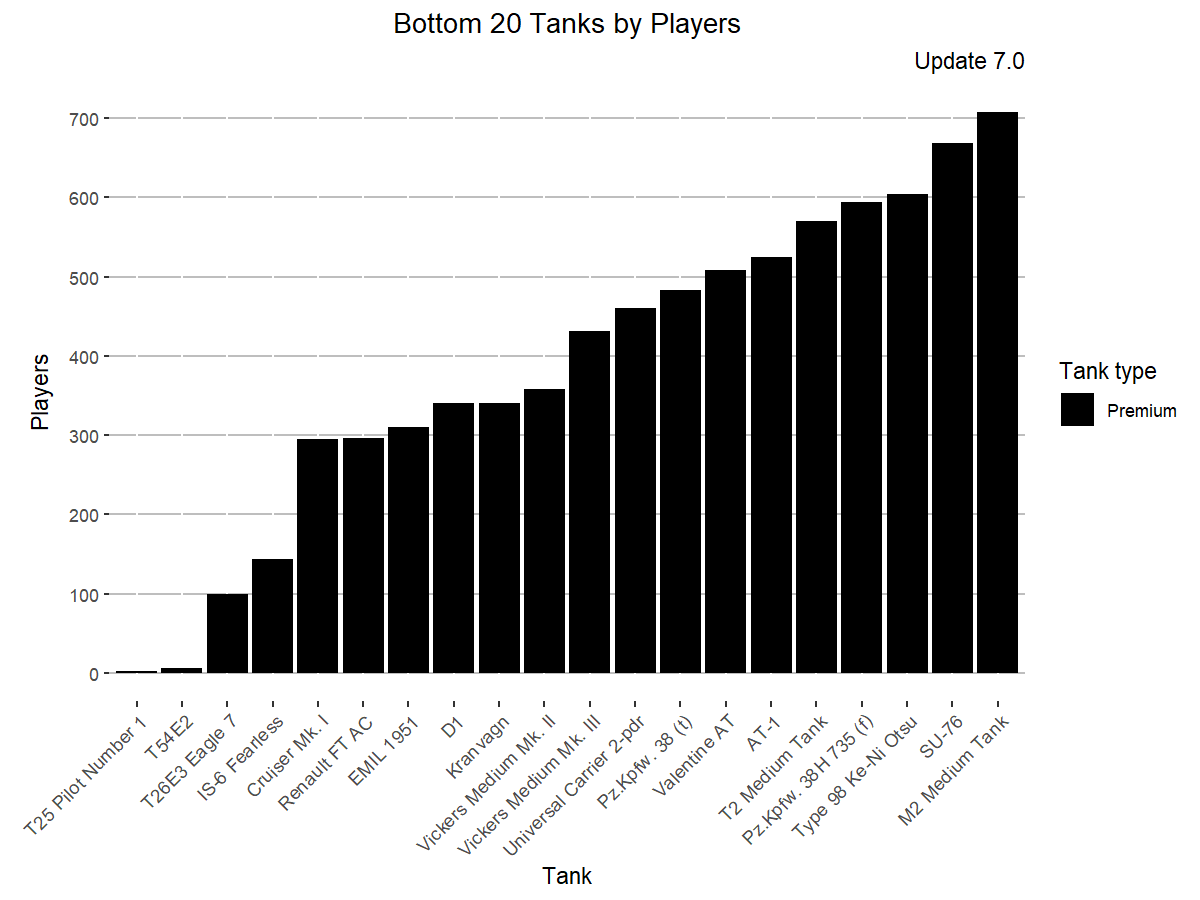 Bottom 20 Tanks by Players
Update 7.0
700
600
500
400
300
200
100
0
Players
T25 Pilot Number 1
T54E2
T26E3 Eagle 7
IS-6 Fearless
Cruiser Mk. I
Renault FT AC
EMIL 1951
D1
Kranvagn
Vickers Medium Mk. II
Vickers Medium Mk. III
Universal Carrier 2-pdr
Pz.Kpfw. 38 (t)
Valentine AT
AT-1
T2 Medium Tank
Pz.Kpfw. 38H 735 (f)
Type 98 Ke-Ni Otsu
SU-76
M2 Medium Tank
Tank
Tank type
Premium